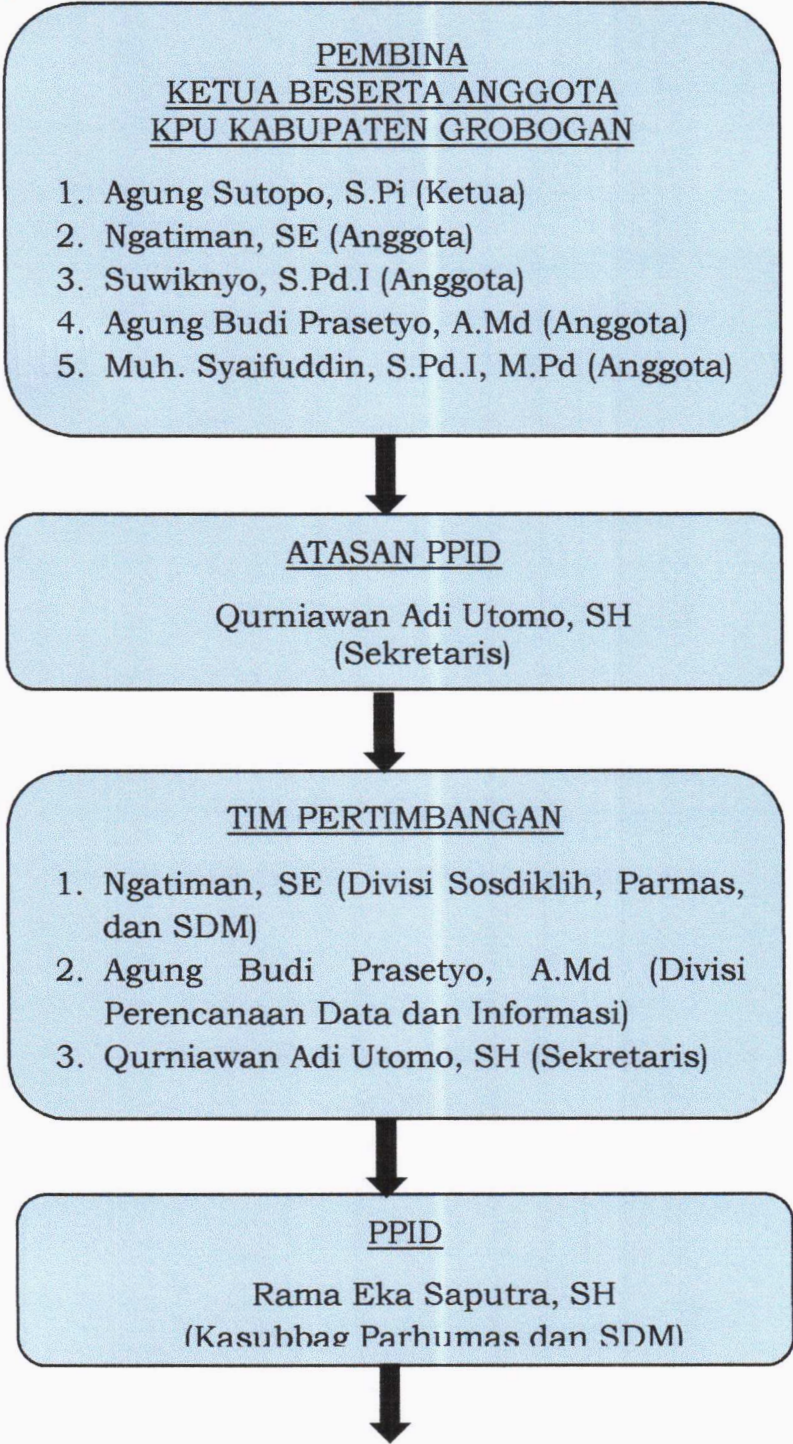 PEMBINA
KETUA BESERTA ANGGOTA
KPU KABUPATEN GROBOGAN
1. Agung Sutopo, S.Pi (Ketua)
2. Ngatiman, SE (Anggota)
3. Suwiknyo, S.Pd.I (Anggota)
4. Agung Budi Prasetyo, A.Md (Anggota)
5. Muh. Syaifuddin, S.Pd.I, M.Pd (Anggota)
ATASAN PPID
Qurniawan Adi Utomo, SH
(Sekretaris)
TIM PERTIMBANGAN
1. Ngatiman, SE (Divisi Sosdiklih, Parmas,
dan SDM)
2. Agung Budi Prasetyo, A.Md (Divisi
Perencanaan Data dan Informasi)
3. Qurniawan Adi Utomo, SH (Sekretaris)
PPID
Rama Eka Saputra, SH
(Kasubbag Parhumas dan SDM)